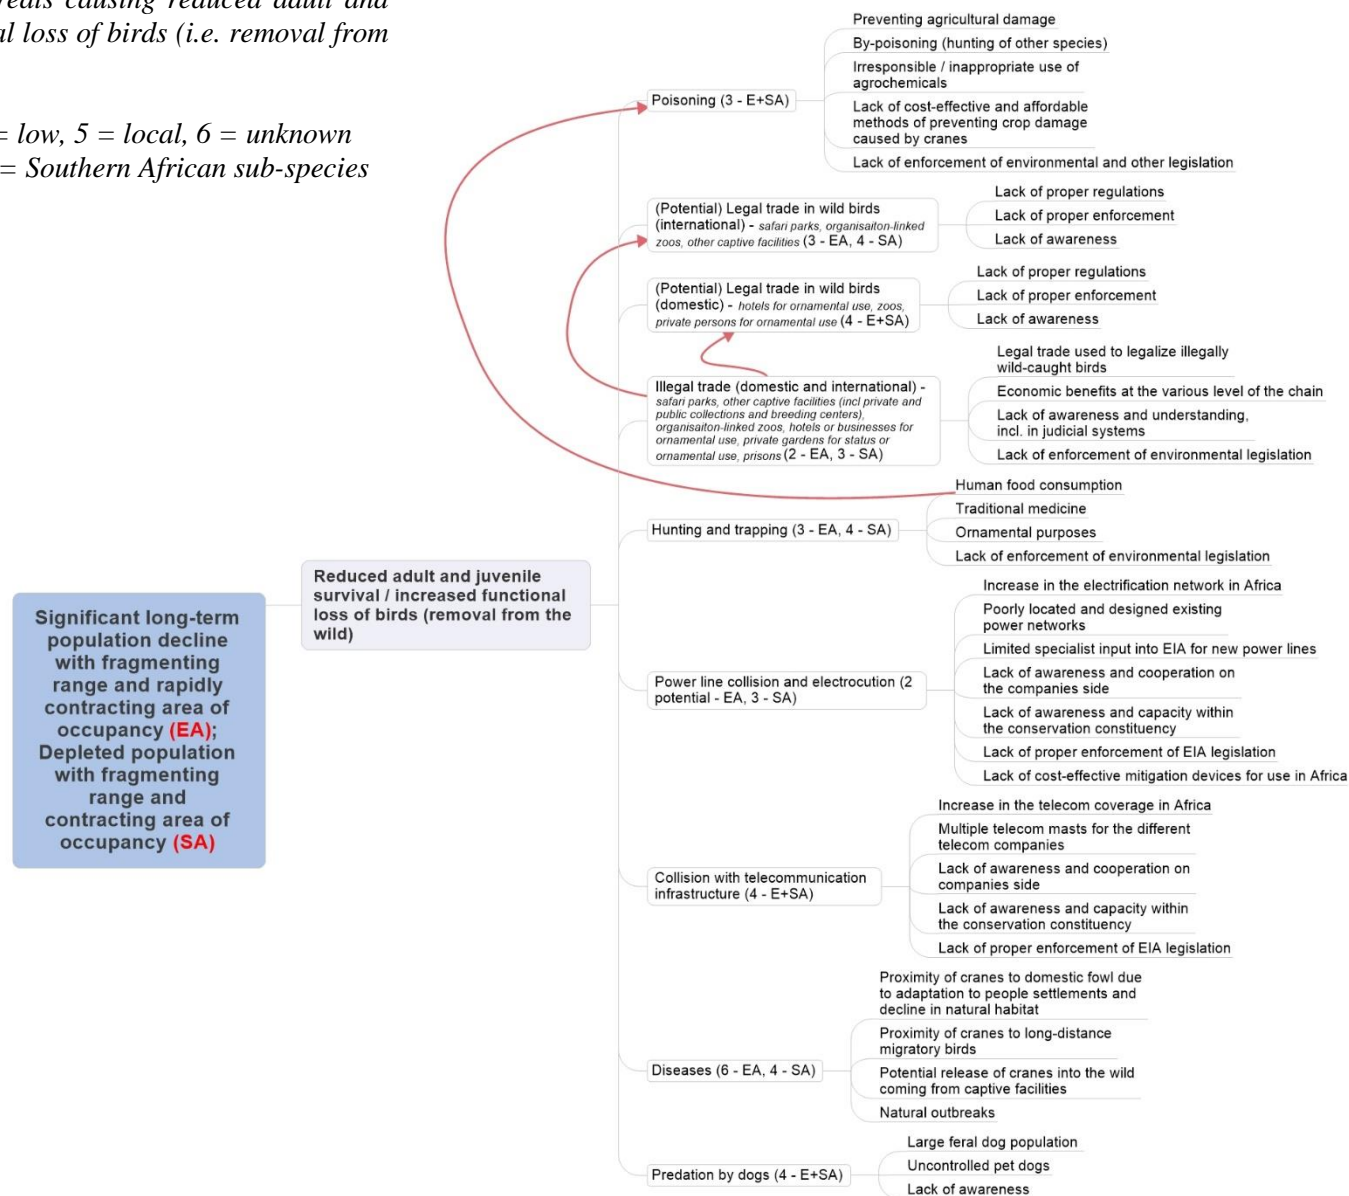 al loss of birds (i.e. removal from
= low, 5 = local, 6 = unknown
= Southern African sub-species
Significant long-term
population decline
with fragmenting
range and rapidly
contracting area of
occupancy (EA);
Depleted population
with fragmenting
range and
contracting area of
occupancy (SA)
Reduced adult and juvenile
survival / increased functional
loss of birds (removal from the
wild)
Poisoning (3 - E+SA)
Preventing agricultural damage
By-poisoning (hunting of other species)
Irresponsible / inappropriate use of
agrochemicals
Lack of cost-effective and affordable
methods of preventing crop damage
caused by cranes
Lack of enforcement of environmental and other legislation
(Potential) Legal trade in wild birds
(international) - safari parks, organisaiton-linked
zoos, other captive facilities (3 - EA, 4 - SA)
Lack of proper regulations
Lack of proper enforcement
Lack of awareness
(Potential) Legal trade in wild birds
(domestic) - hotels for ornamental use, zoos,
private persons for ornamental use (4 - E+SA)
Lack of proper regulations
Lack of proper enforcement
Lack of awareness
Illegal trade (domestic and international) -
safari parks, other captive facilities (incl private and
public collections and breeding centers),
organisaiton-linked zoos, hotels or businesses for
ornamental use, private gardens for status or
ornamental use, prisons (2 - EA, 3 - SA)
Legal trade used to legalize illegally
wild-caught birds
Economic benefits at the various level of the chain
Lack of awareness and understanding,
incl. in judicial systems
Lack of enforcement of environmental legislation
Hunting and trapping (3 - EA, 4 - SA)
Human food consumption
Traditional medicine
Ornamental purposes
Lack of enforcement of environmental legislation
Power line collision and electrocution (2
potential - EA, 3 - SA)
Increase in the electrification network in Africa
Poorly located and designed existing
power networks
Limited specialist input into EIA for new power lines
Lack of awareness and cooperation on
the companies side
Lack of awareness and capacity within
the conservation constituency
Lack of proper enforcement of EIA legislation
Lack of cost-effective mitigation devices for use in Africa
Collision with telecommunication
infrastructure (4 - E+SA)
Increase in the telecom coverage in Africa
Multiple telecom masts for the different
telecom companies
Lack of awareness and cooperation on
companies side
Lack of awareness and capacity within
the conservation constituency
Lack of proper enforcement of EIA legislation
Diseases (6 - EA, 4 - SA)
Proximity of cranes to domestic fowl due
to adaptation to people settlements and
decline in natural habitat
Proximity of cranes to long-distance
migratory birds
Potential release of cranes into the wild
coming from captive facilities
Natural outbreaks
Predation by dogs (4 - E+SA)
Large feral dog population
Uncontrolled pet dogs
Lack of awareness